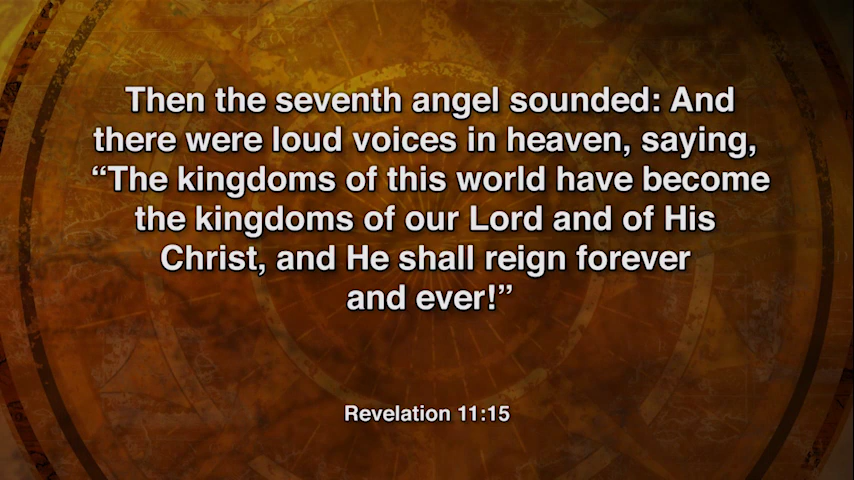 Then the seventh angel sounded: And
there were loud voices in heaven, saying,
“The kingdoms of this world have become
the kingdoms of our Lord and of His
Christ, and He shall reign forever
and ever!”
Revelation 11:15